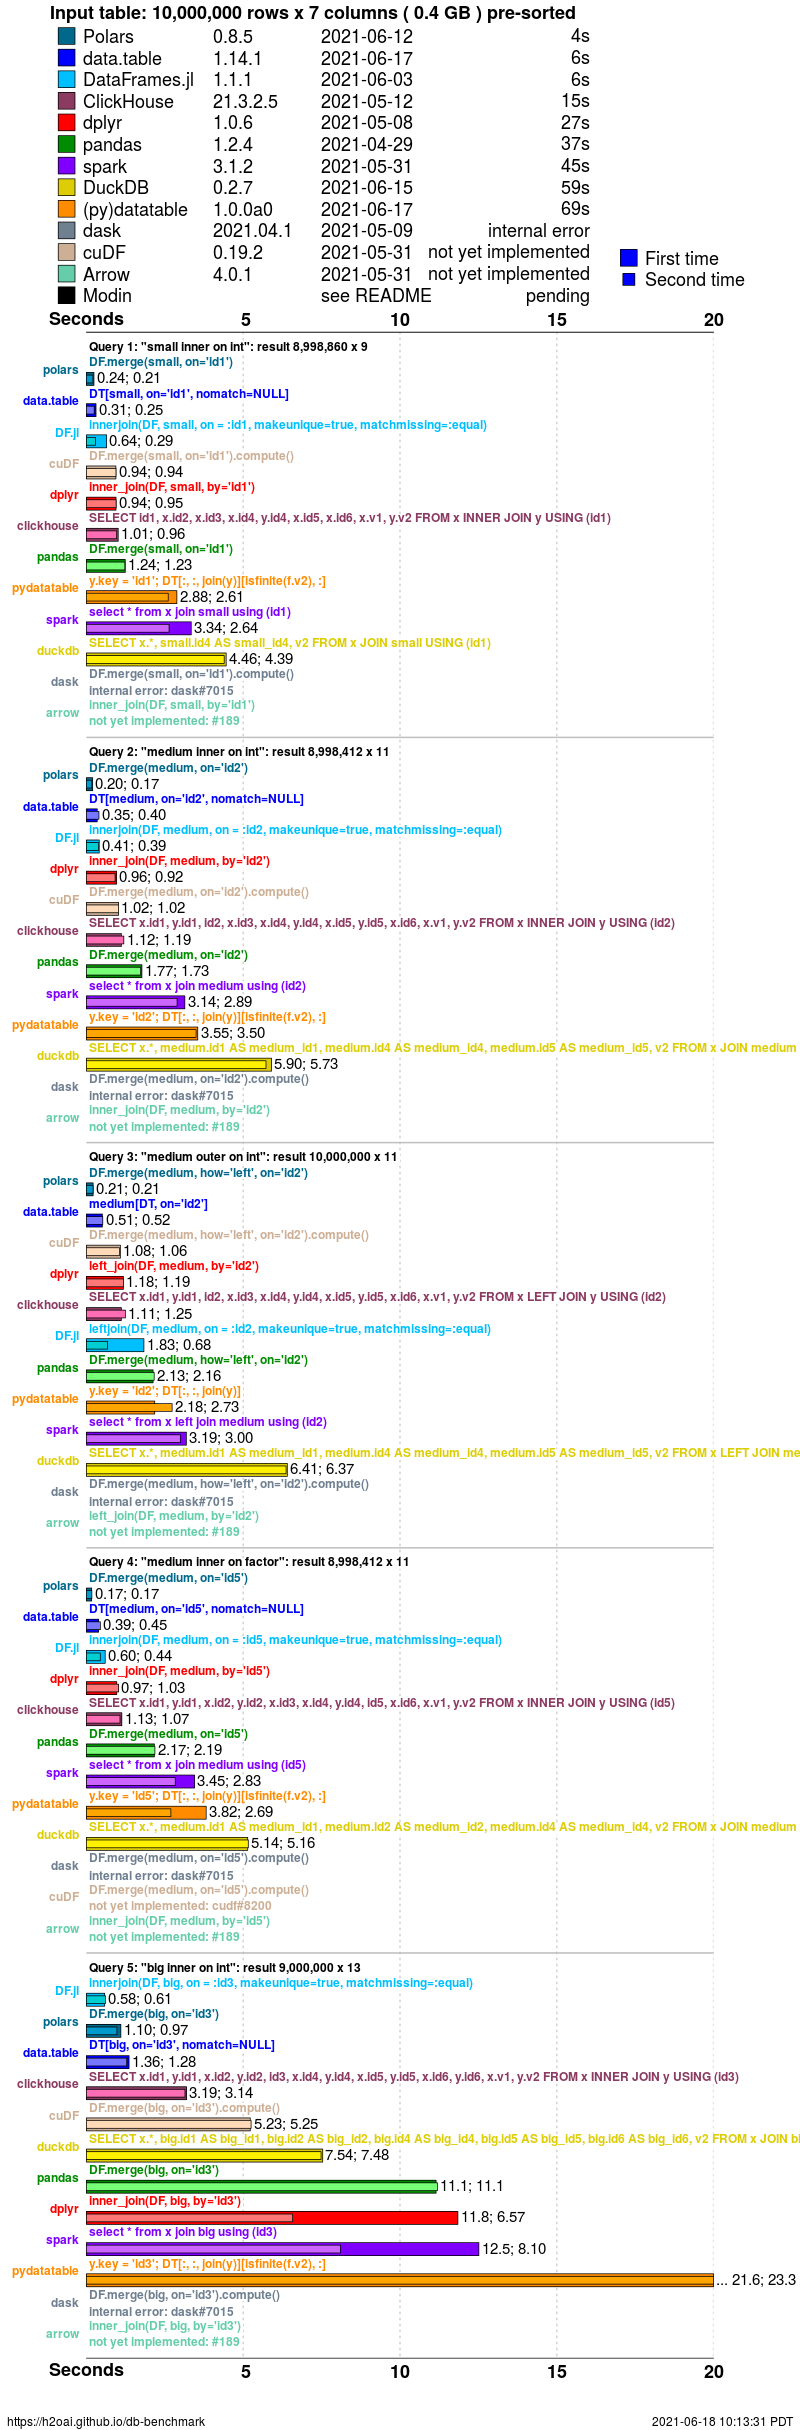 Input table: 10,000,000 rows x 7 columns ( 0.4 GB ) pre-sorted
Polars 0.8.5 2021-06-12 4s
data.table 1.14.1 2021-06-17 6s
DataFrames.jl 1.1.1 2021-06-03 6s
ClickHouse 21.3.2.5 2021-05-12 15s
dplyr 1.0.6 2021-05-08 27s
pandas 1.2.4 2021-04-29 37s
spark 3.1.2 2021-05-31 45s
DuckDB 0.2.7 2021-06-15 59s
(py)datatable 1.0.0a0 2021-06-17 69s
dask 2021.04.1 2021-05-09 internal error
cuDF 0.19.2 2021-05-31 not yet implemented
Arrow 4.0.1 2021-05-31 not yet implemented
Modin see README pending
First time
Second time
Seconds 5 10 15 20
Query 1: "small inner on int": result 8,998,860 x 9
DF.merge(small, on='id1')
polars 0.24; 0.21
DT[small, on='id1', nomatch=NULL]
data.table 0.31; 0.25
innerjoin(DF, small, on = :id1, makeunique=true, matchmissing=:equal)
DF.jl 0.64; 0.29
DF.merge(small, on='id1').compute()
cuDF 0.94; 0.94
inner_join(DF, small, by='id1')
dplyr 0.94; 0.95
SELECT id1, x.id2, x.id3, x.id4, y.id4, x.id5, x.id6, x.v1, y.v2 FROM x INNER JOIN y USING (id1)
clickhouse 1.01; 0.96
DF.merge(small, on='id1')
pandas 1.24; 1.23
y.key = 'id1'; DT[:, :, join(y)][isfinite(f.v2), :]
pydatatable 2.88; 2.61
select * from x join small using (id1)
spark 3.34; 2.64
SELECT x.*, small.id4 AS small_id4, v2 FROM x JOIN small USING (id1)
duckdb 4.46; 4.39
DF.merge(small, on='id1').compute()
dask internal error: dask#7015
inner_join(DF, small, by='id1')
arrow not yet implemented: #189
Query 2: "medium inner on int": result 8,998,412 x 11
DF.merge(medium, on='id2')
polars 0.20; 0.17
DT[medium, on='id2', nomatch=NULL]
data.table 0.35; 0.40
innerjoin(DF, medium, on = :id2, makeunique=true, matchmissing=:equal)
DF.jl 0.41; 0.39
inner_join(DF, medium, by='id2')
dplyr 0.96; 0.92
DF.merge(medium, on='id2').compute()
cuDF 1.02; 1.02
SELECT x.id1, y.id1, id2, x.id3, x.id4, y.id4, x.id5, y.id5, x.id6, x.v1, y.v2 FROM x INNER JOIN y USING (id2)
clickhouse 1.12; 1.19
DF.merge(medium, on='id2')
pandas 1.77; 1.73
select * from x join medium using (id2)
spark 3.14; 2.89
y.key = 'id2'; DT[:, :, join(y)][isfinite(f.v2), :]
pydatatable 3.55; 3.50
SELECT x.*, medium.id1 AS medium_id1, medium.id4 AS medium_id4, medium.id5 AS medium_id5, v2 FROM x JOIN medium
duckdb 5.90; 5.73
DF.merge(medium, on='id2').compute()
dask internal error: dask#7015
inner_join(DF, medium, by='id2')
arrow not yet implemented: #189
Query 3: "medium outer on int": result 10,000,000 x 11
DF.merge(medium, how='left', on='id2')
polars 0.21; 0.21
medium[DT, on='id2']
data.table 0.51; 0.52
DF.merge(medium, how='left', on='id2').compute()
cuDF 1.08; 1.06
left_join(DF, medium, by='id2')
dplyr 1.18; 1.19
SELECT x.id1, y.id1, id2, x.id3, x.id4, y.id4, x.id5, y.id5, x.id6, x.v1, y.v2 FROM x LEFT JOIN y USING (id2)
clickhouse 1.11; 1.25
leftjoin(DF, medium, on = :id2, makeunique=true, matchmissing=:equal)
DF.jl 1.83; 0.68
DF.merge(medium, how='left', on='id2')
pandas 2.13; 2.16
y.key = 'id2'; DT[:, :, join(y)]
pydatatable 2.18; 2.73
select * from x left join medium using (id2)
spark 3.19; 3.00
SELECT x.*, medium.id1 AS medium_id1, medium.id4 AS medium_id4, medium.id5 AS medium_id5, v2 FROM x LEFT JOIN me
duckdb 6.41; 6.37
DF.merge(medium, how='left', on='id2').compute()
dask internal error: dask#7015
left_join(DF, medium, by='id2')
arrow not yet implemented: #189
Query 4: "medium inner on factor": result 8,998,412 x 11
DF.merge(medium, on='id5')
polars 0.17; 0.17
DT[medium, on='id5', nomatch=NULL]
data.table 0.39; 0.45
innerjoin(DF, medium, on = :id5, makeunique=true, matchmissing=:equal)
DF.jl 0.60; 0.44
inner_join(DF, medium, by='id5')
dplyr 0.97; 1.03
SELECT x.id1, y.id1, x.id2, y.id2, x.id3, x.id4, y.id4, id5, x.id6, x.v1, y.v2 FROM x INNER JOIN y USING (id5)
clickhouse 1.13; 1.07
DF.merge(medium, on='id5')
pandas 2.17; 2.19
select * from x join medium using (id5)
spark 3.45; 2.83
y.key = 'id5'; DT[:, :, join(y)][isfinite(f.v2), :]
pydatatable 3.82; 2.69
SELECT x.*, medium.id1 AS medium_id1, medium.id2 AS medium_id2, medium.id4 AS medium_id4, v2 FROM x JOIN medium
duckdb 5.14; 5.16
DF.merge(medium, on='id5').compute()
dask internal error: dask#7015
DF.merge(medium, on='id5').compute()
cuDF not yet implemented: cudf#8200
inner_join(DF, medium, by='id5')
arrow not yet implemented: #189
Query 5: "big inner on int": result 9,000,000 x 13
innerjoin(DF, big, on = :id3, makeunique=true, matchmissing=:equal)
DF.jl 0.58; 0.61
DF.merge(big, on='id3')
polars 1.10; 0.97
DT[big, on='id3', nomatch=NULL]
data.table 1.36; 1.28
SELECT x.id1, y.id1, x.id2, y.id2, id3, x.id4, y.id4, x.id5, y.id5, x.id6, y.id6, x.v1, y.v2 FROM x INNER JOIN y USING (id3)
clickhouse 3.19; 3.14
DF.merge(big, on='id3').compute()
cuDF 5.23; 5.25
SELECT x.*, big.id1 AS big_id1, big.id2 AS big_id2, big.id4 AS big_id4, big.id5 AS big_id5, big.id6 AS big_id6, v2 FROM x JOIN bi
duckdb 7.54; 7.48
DF.merge(big, on='id3')
pandas 11.1; 11.1
inner_join(DF, big, by='id3')
dplyr 11.8; 6.57
select * from x join big using (id3)
spark 12.5; 8.10
y.key = 'id3'; DT[:, :, join(y)][isfinite(f.v2), :]
pydatatable ... 21.6; 23.3
DF.merge(big, on='id3').compute()
dask internal error: dask#7015
inner_join(DF, big, by='id3')
arrow not yet implemented: #189
Seconds 5 10 15 20
https://h2oai.github.io/db-benchmark 2021-06-18 10:13:31 PDT